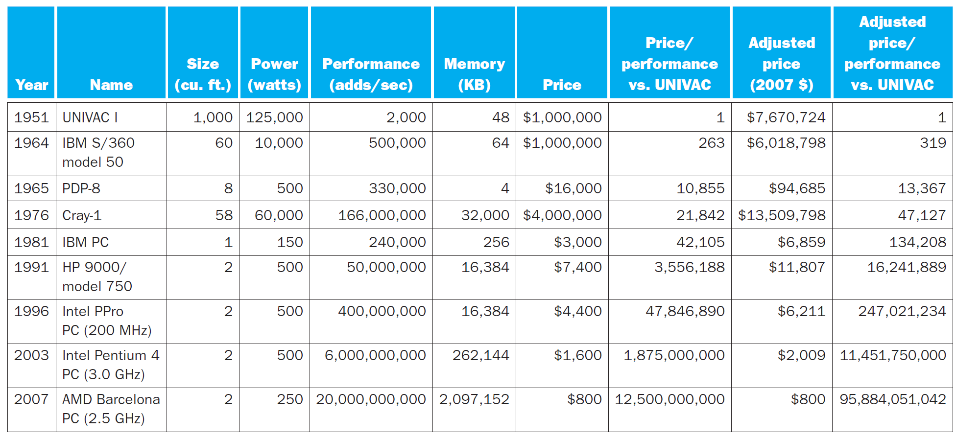 Year Name Size (cu. ft.) Power (watts) Performance (adds/sec) Memory (KB) Price Price/ performance vs. UNIVAC Adjusted price (2007 $) Adjusted price/ performance vs. UNIVAC
1951 UNIVAC I 1,000 125,000 2,000 48 $1,000,000 1 $7,670,724 1
1964 IBM S/360 60 10,000 500,000 64 $1,000,000 263 $6,018,798 319
model 50
1965 PDP-8 8 500 330,000 4 $16,000 10,855 $94,685 13,367
1976 Cray-1 58 60,000 166,000,000 32,000 $4,000,000 21,842 $13,509,798 47,127
1981 IBM PC 1 150 240,000 256 $3,000 42,105 $6,859 134,208
1991 HP 9000/ 2 500 50,000,000 16,384 $7,400 3,556,188 $11,807 16,241,889
model 750
1996 Intel PPro 2 500 400,000,000 16,384 $4,400 47,846,890 $6,211 247,021,234
PC (200 MHz)
2003 Intel Pentium 4 2 500 6,000,000,000 262,144 $1,600 1,875,000,000 $2,009 11,451,750,000
PC (3.0 GHz)
2007 AMD Barcelona 2 250 20,000,000,000 2,097,152 $800 12,500,000,000 $800 95,884,051,042
PC (2.5 GHz)